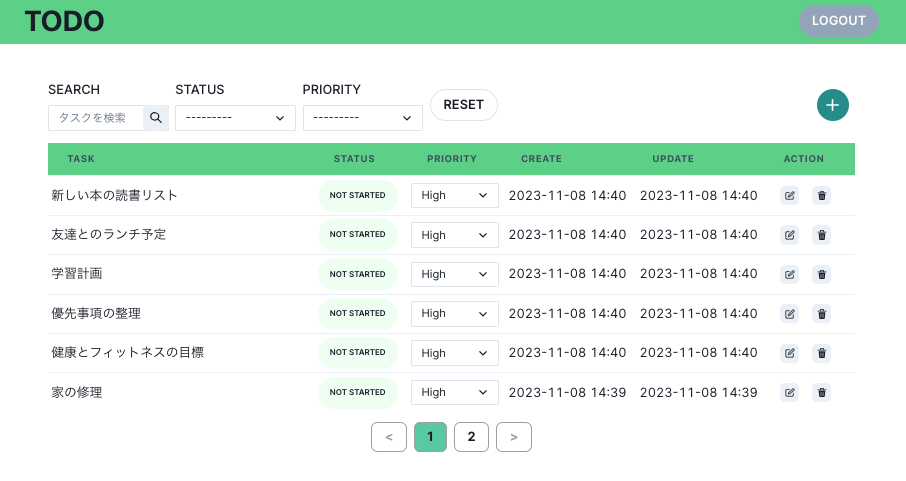 TODO LOGOUT
SEARCH STATUS PRIORITY
タスクを検索 --------- --------- RESET +
TASK STATUS PRIORITY CREATE UPDATE ACTION
新しい本の読書リスト NOT STARTED High 2023-11-08 14:40 2023-11-08 14:40
友達とのランチ予定 NOT STARTED High 2023-11-08 14:40 2023-11-08 14:40
学習計画 NOT STARTED High 2023-11-08 14:40 2023-11-08 14:40
優先事項の整理 NOT STARTED High 2023-11-08 14:40 2023-11-08 14:40
健康とフィットネスの目標 NOT STARTED High 2023-11-08 14:40 2023-11-08 14:40
家の修理 NOT STARTED High 2023-11-08 14:39 2023-11-08 14:39
< 1 2 >